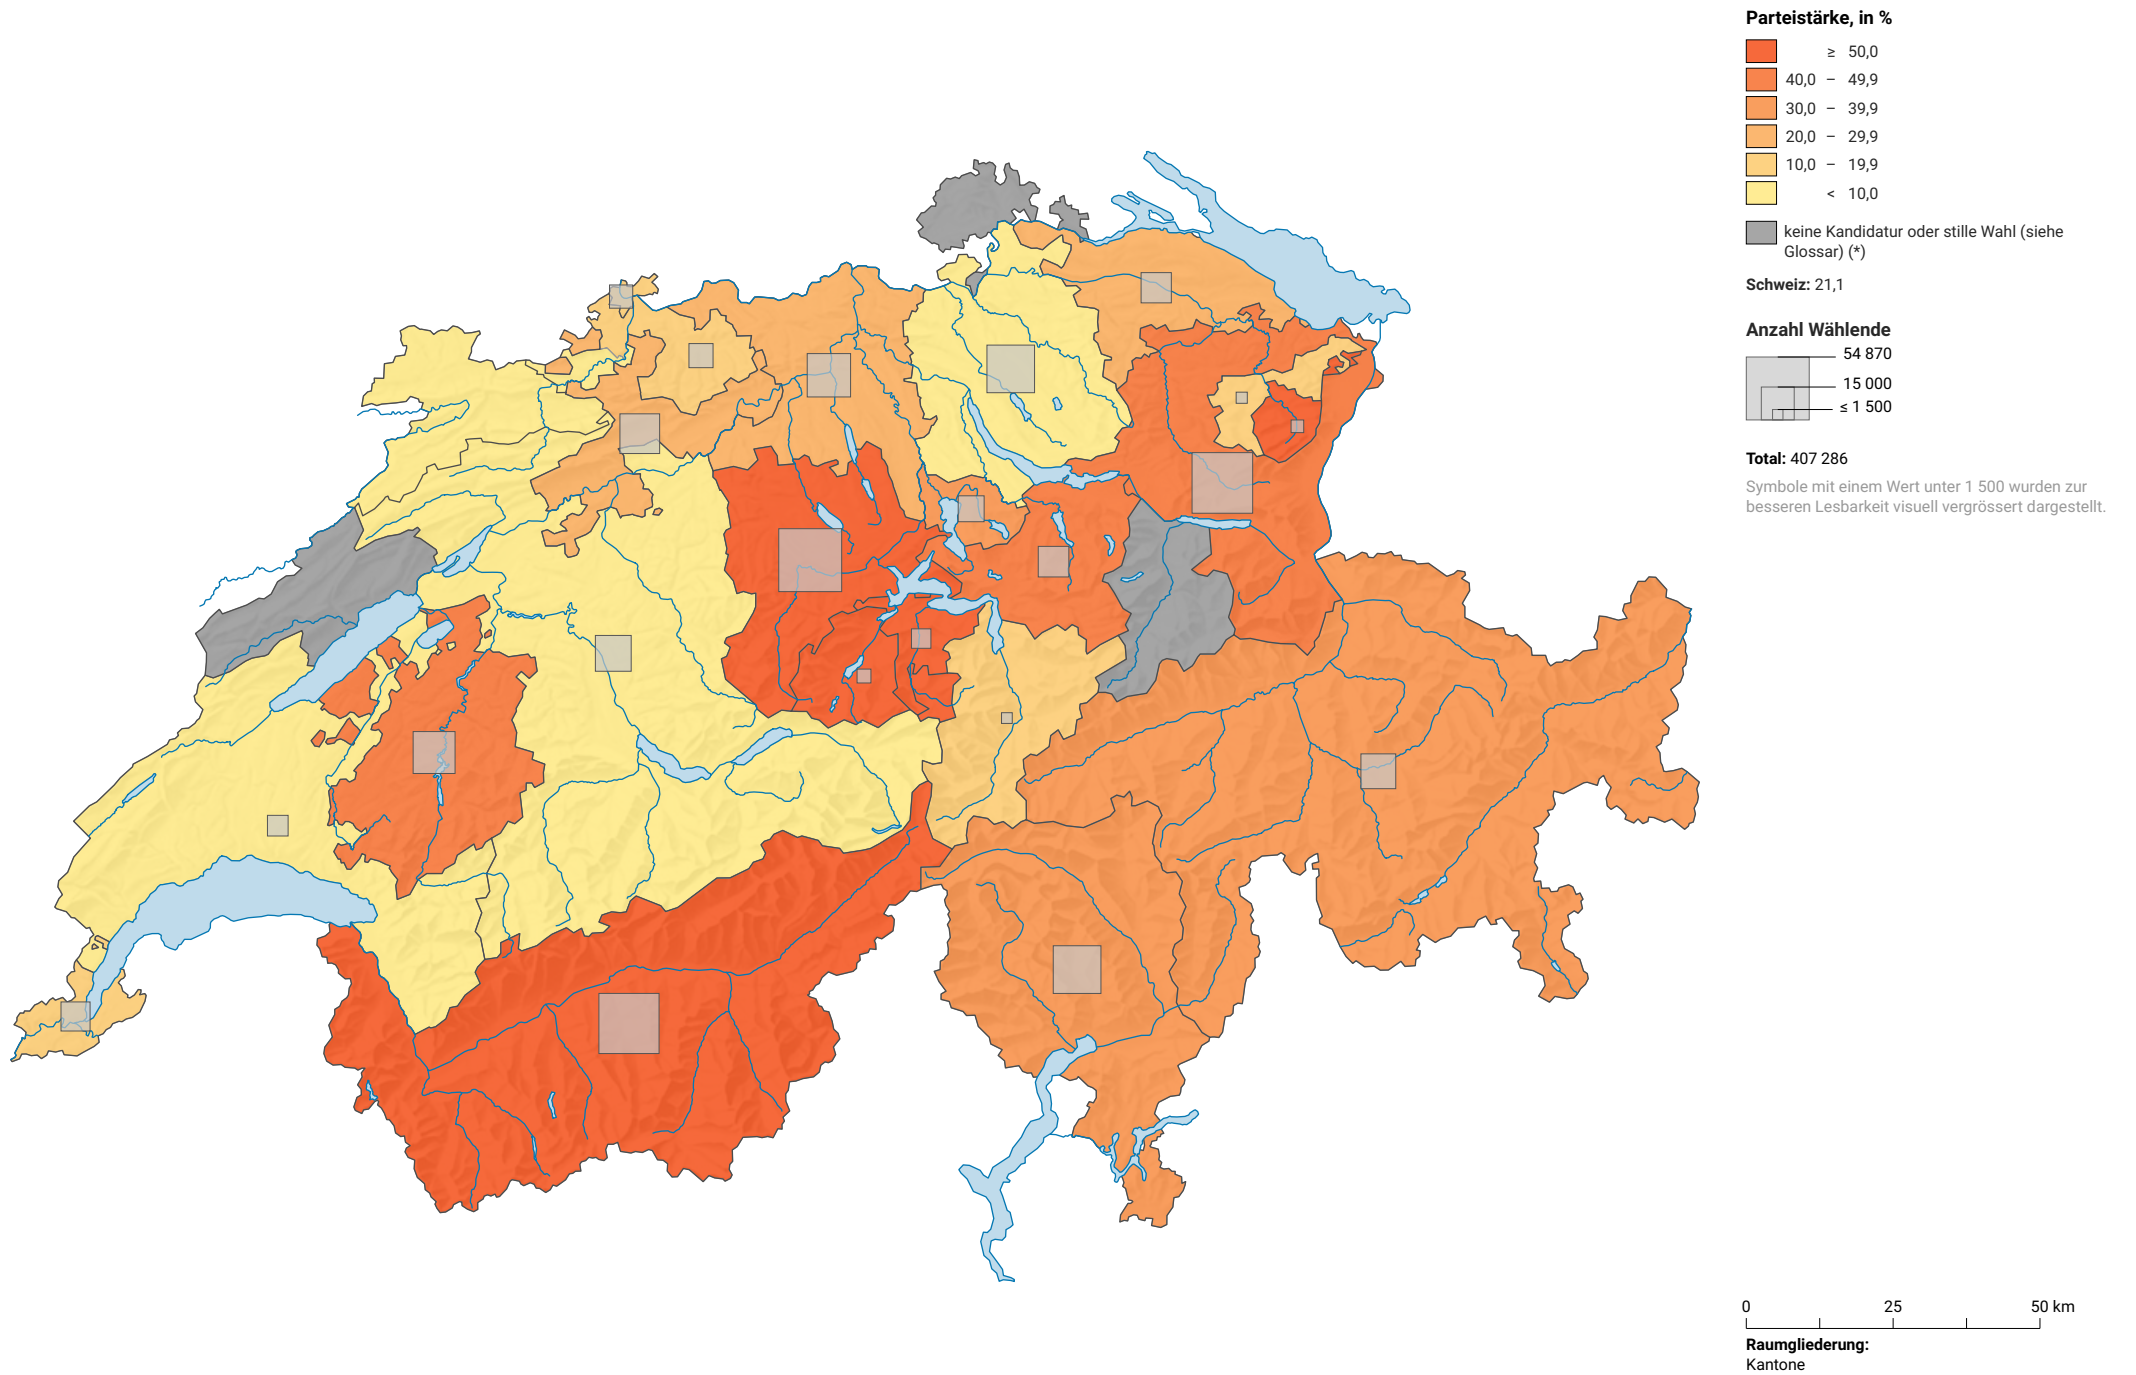 Parteistärke, in %
≥ 50,0
40,0 – 49,9
30,0 – 39,9
20,0 – 29,9
10,0 – 19,9
< 10,0
keine Kandidatur oder stille Wahl (siehe
Glossar) (*)
Schweiz: 21,1
Anzahl Wählende
54 870
15 000
≤ 1 500
Total: 407 286
Symbole mit einem Wert unter 1 500 wurden zur
besseren Lesbarkeit visuell vergrössert dargestellt.
0 25 50 km
Raumgliederung:
Kantone